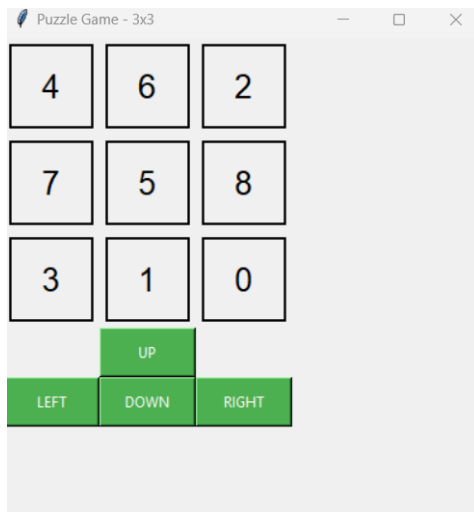 Puzzle Game - 3x3
4 6 2
7 5 8
3 1 0
UP
LEFT DOWN RIGHT